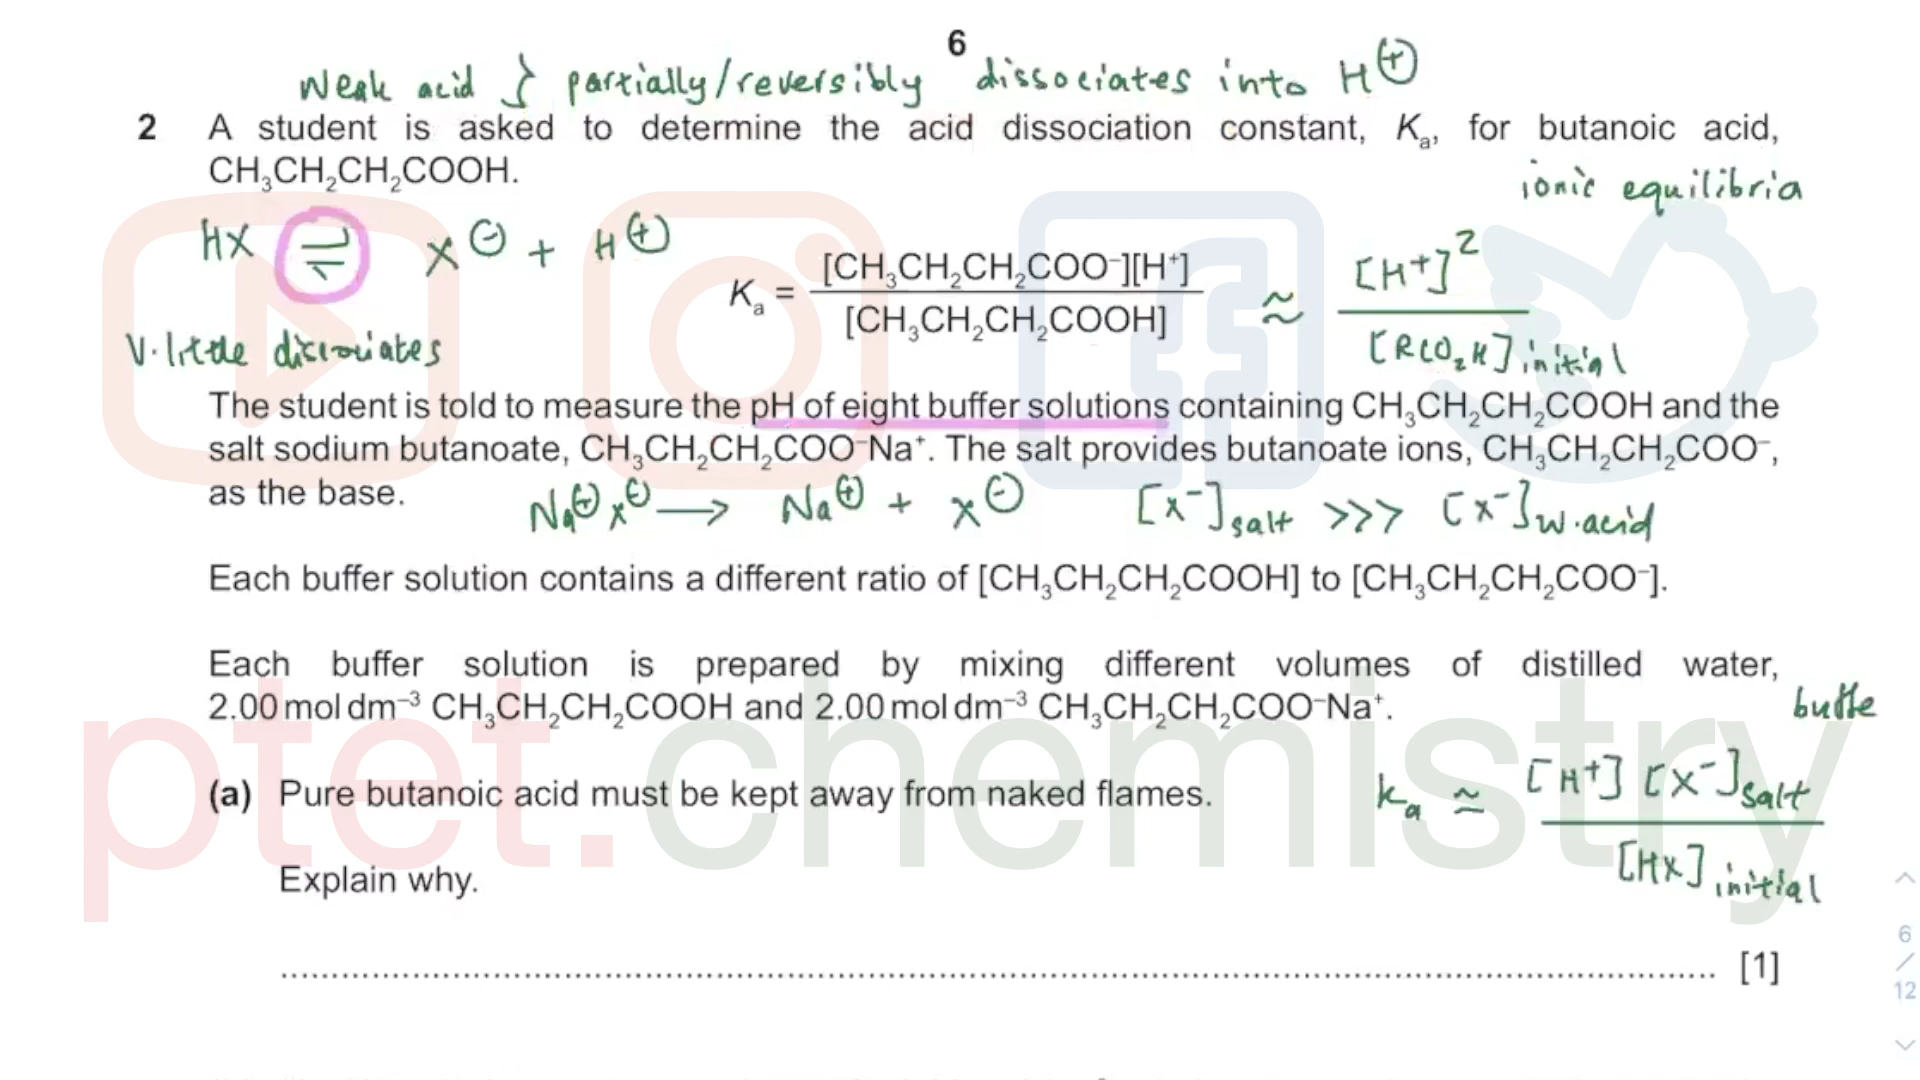 6
Weak acid } partially/reversibly dissociates into H⊕
2 A student is asked to determine the acid dissociation constant, Kₐ, for butanoic acid,
CH₃CH₂CH₂COOH.
ionic equilibria
HX ⇌ X⊖ + H⊕
Kₐ = [CH₃CH₂CH₂COO⁻][H⁺] / [CH₃CH₂CH₂COOH] ≈ [H⁺]² / [RCO₂H]initial
V. little dissociates
The student is told to measure the pH of eight buffer solutions containing CH₃CH₂CH₂COOH and the
salt sodium butanoate, CH₃CH₂CH₂COO⁻Na⁺. The salt provides butanoate ions, CH₃CH₂CH₂COO⁻,
as the base.
Na⊕X⊖ → Na⊕ + X⊖ [X⁻]salt >>> [X⁻]w.acid
Each buffer solution contains a different ratio of [CH₃CH₂CH₂COOH] to [CH₃CH₂CH₂COO⁻].
Each buffer solution is prepared by mixing different volumes of distilled water,
2.00 mol dm⁻³ CH₃CH₂CH₂COOH and 2.00 mol dm⁻³ CH₃CH₂CH₂COO⁻Na⁺.
buffe
(a) Pure butanoic acid must be kept away from naked flames.
Kₐ ≈ [H⁺][X⁻]salt / [HX]initial
Explain why.
[1]
ptet.chemistry
6
/
12